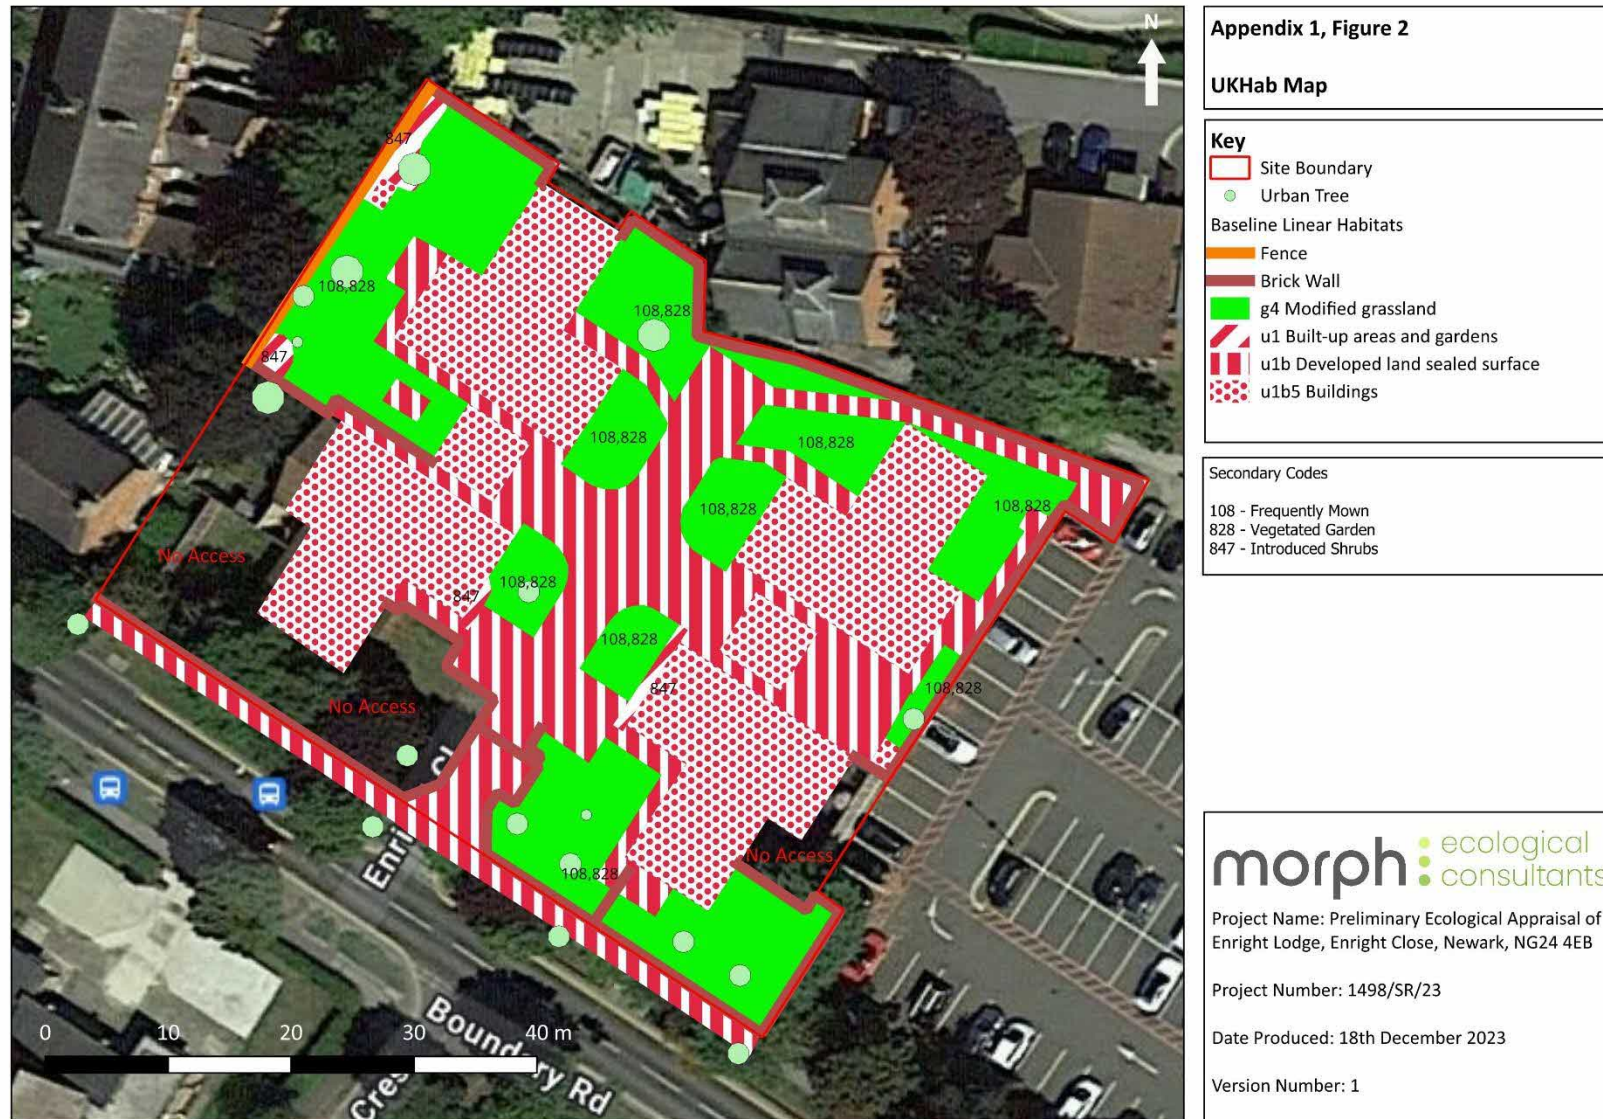 Appendix 1, Figure 2
UKHab Map
Key
Site Boundary
Urban Tree
Baseline Linear Habitats
Fence
Brick Wall
g4 Modified grassland
u1 Built-up areas and gardens
u1b Developed land sealed surface
u1b5 Buildings
Secondary Codes
108 - Frequently Mown
828 - Vegetated Garden
847 - Introduced Shrubs
morph ecological
consultants
Project Name: Preliminary Ecological Appraisal of
Enright Lodge, Enright Close, Newark, NG24 4EB
Project Number: 1498/SR/23
Date Produced: 18th December 2023
Version Number: 1
N
847
108,828
108,828
847
108,828
108,828
108,828
108,828
No Access
108,828
847
108,828
847
108,828
No Access
No Access
108,828
Enri
Cl
Boundary Rd
Cres
0 10 20 30 40 m